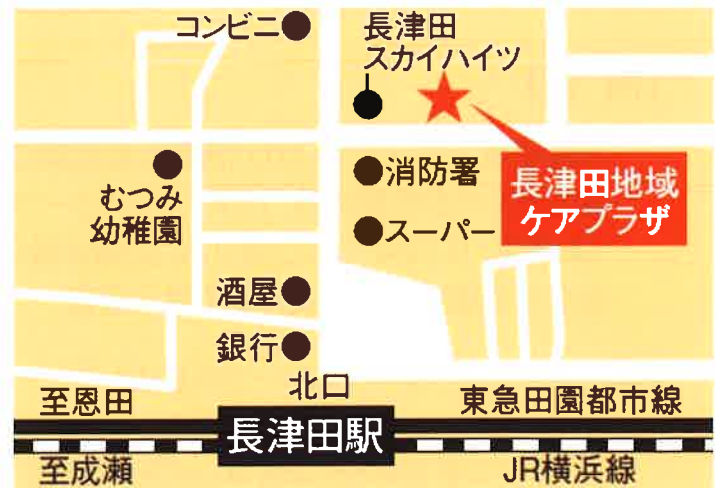 コンビニ
長津田
スカイハイツ
消防署
長津田地域
ケアプラザ
むつみ
幼稚園
スーパー
酒屋
銀行
北口
至恩田
東急田園都市線
長津田駅
至成瀬
JR横浜線